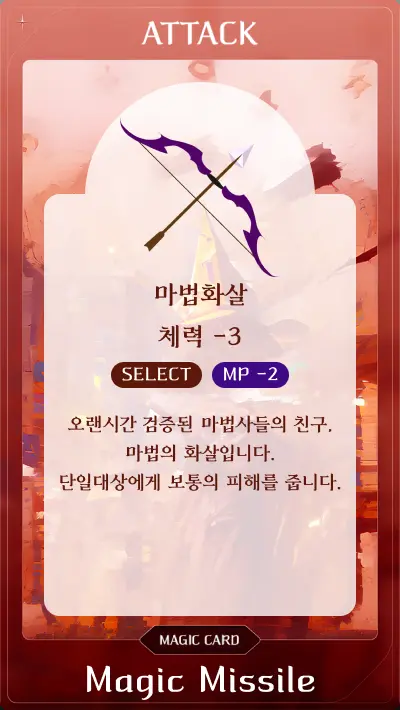 ATTACK
마법화살
체력 -3
SELECT MP -2
오랜시간 검증된 마법사들의 친구,
마법의 화살입니다.
단일대상에게 보통의 피해를 줍니다.
MAGIC CARD
Magic Missile